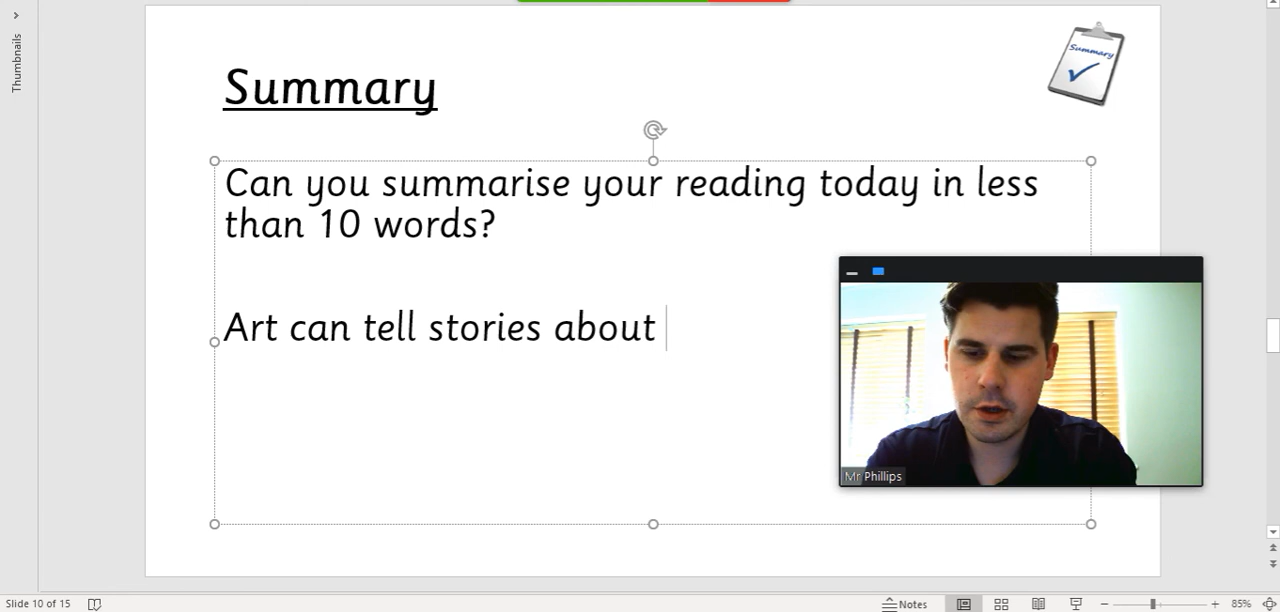 Thumbnails
Summary
Summary
Can you summarise your reading today in less
than 10 words?
Art can tell stories about
Mr Phillips
Slide 10 of 15
Notes
85%